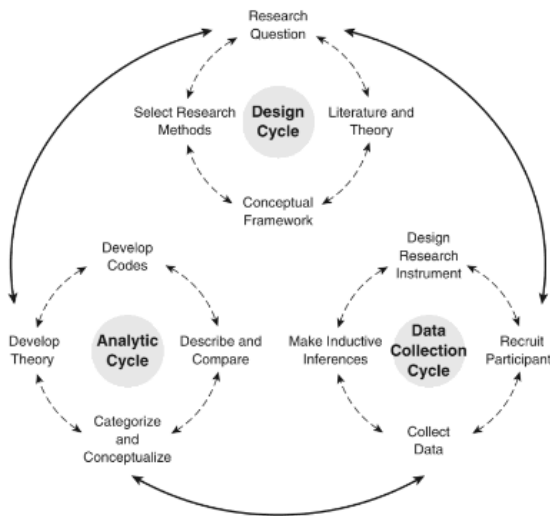 Research
Question
Select Research
Methods
Design
Cycle
Literature and
Theory
Conceptual
Framework
Develop
Codes
Develop
Theory
Analytic
Cycle
Describe and
Compare
Categorize
and
Conceptualize
Design
Research
Instrument
Make Inductive
Inferences
Data
Collection
Cycle
Recruit
Participant
Collect
Data